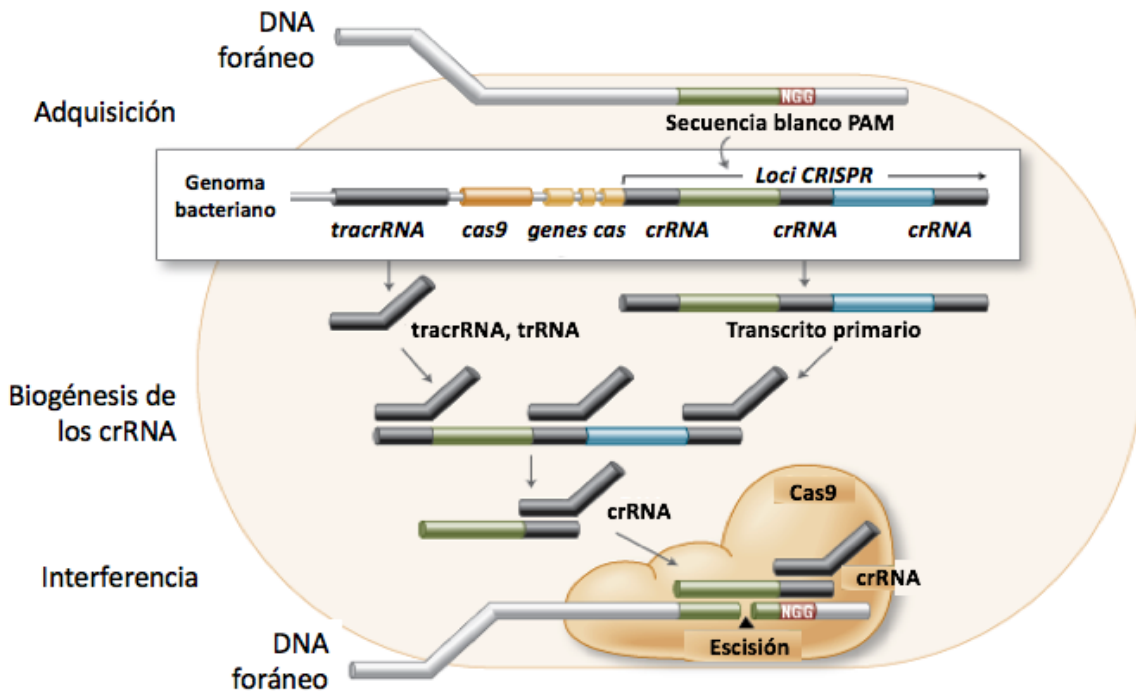 DNA
foráneo
Adquisición
NGG
Secuencia blanco PAM
Genoma
bacteriano
Loci CRISPR
tracrRNA cas9 genes cas crRNA crRNA crRNA
tracrRNA, trRNA
Transcrito primario
Biogénesis de
los crRNA
crRNA
Cas9
Interferencia
crRNA
NGG
Escisión
DNA
foráneo